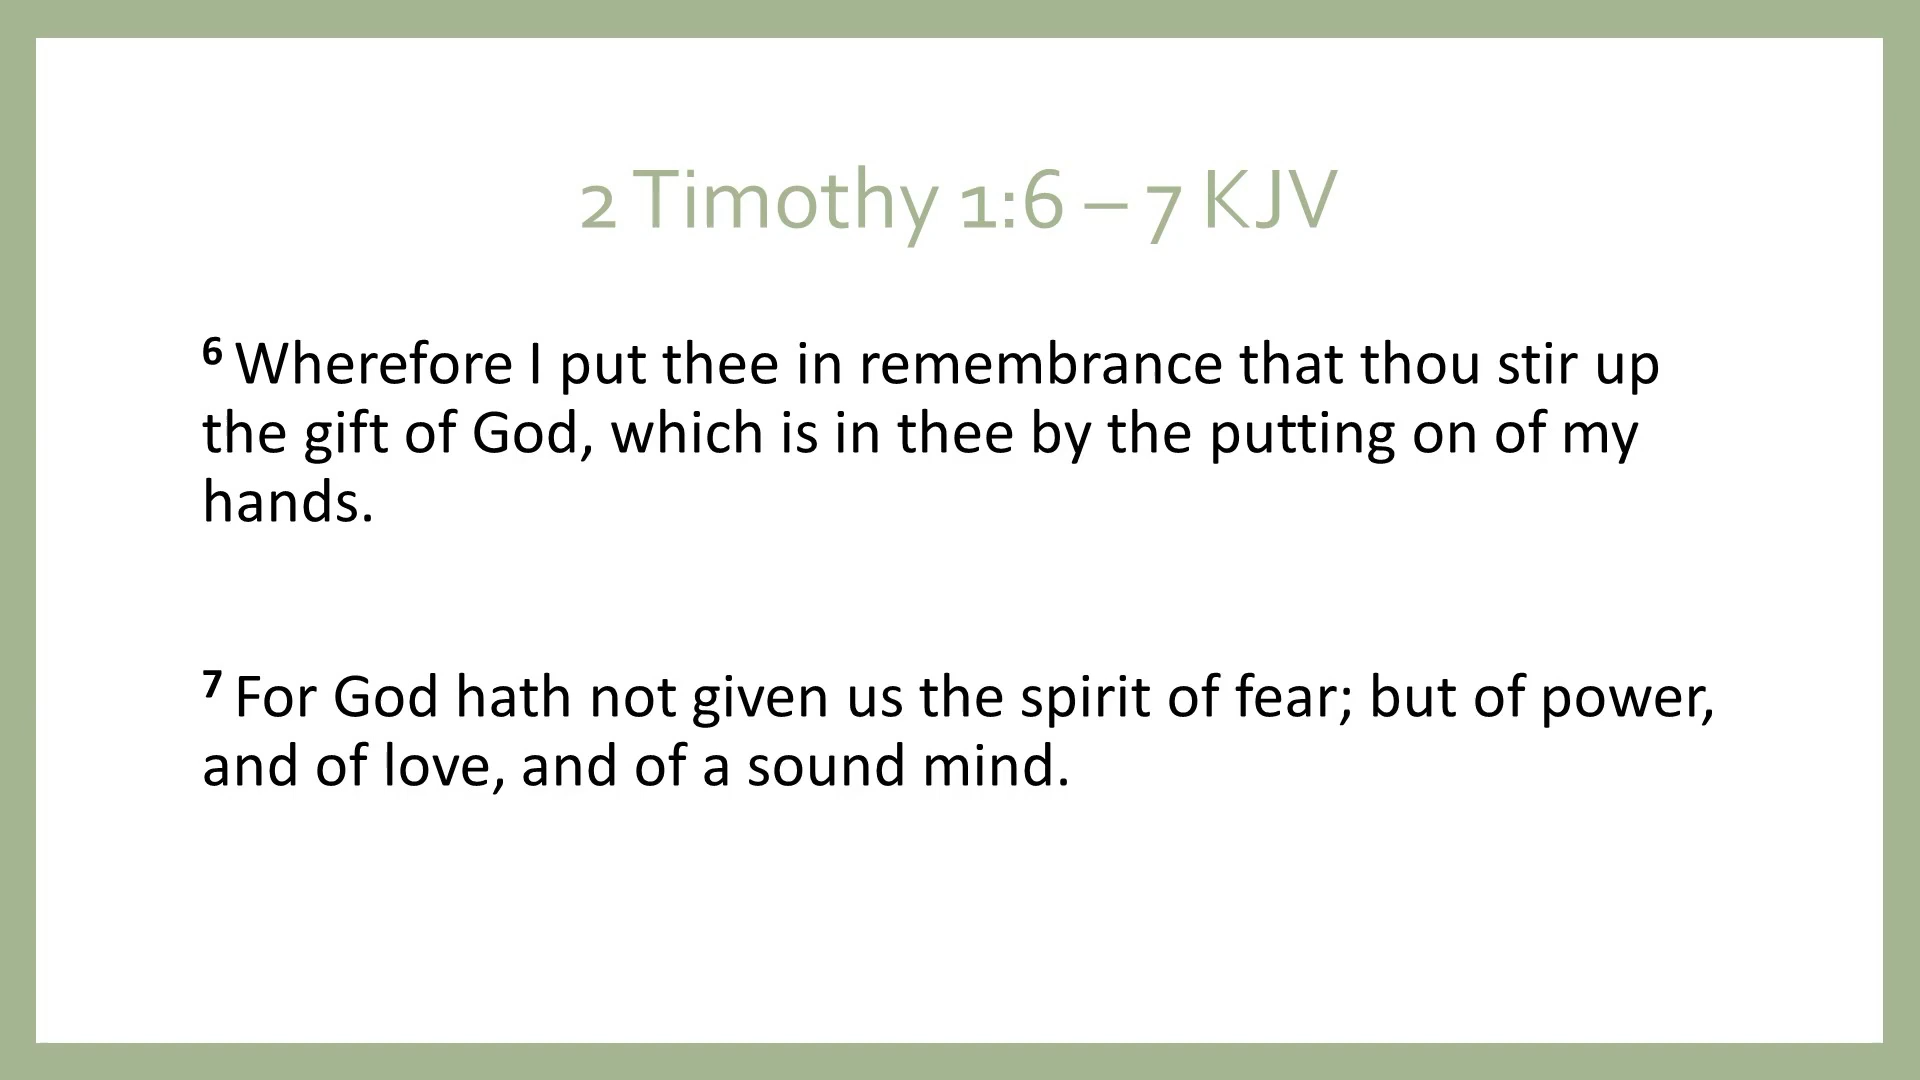 2 Timothy 1:6 – 7 KJV
6 Wherefore I put thee in remembrance that thou stir up
the gift of God, which is in thee by the putting on of my
hands.
7 For God hath not given us the spirit of fear; but of power,
and of love, and of a sound mind.